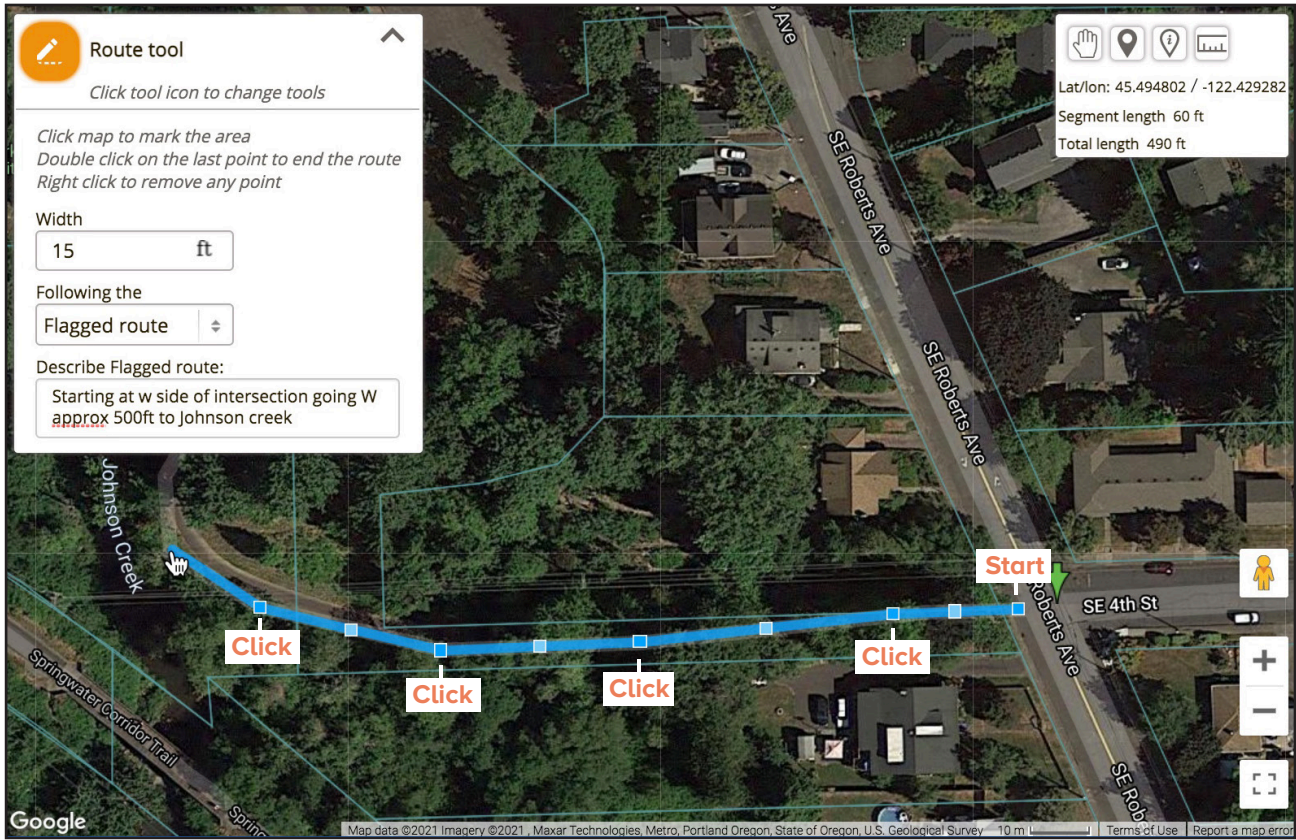 Route tool
Click tool icon to change tools
Click map to mark the area
Double click on the last point to end the route
Right click to remove any point
Width
15 ft
Following the
Flagged route
Describe Flagged route:
Starting at w side of intersection going W
approx 500ft to Johnson creek
Lat/lon: 45.494802 / -122.429282
Segment length 60 ft
Total length 490 ft
s Ave
SE Roberts Ave
SE Roberts Ave
Johnson Creek
Start
Roberts Ave
SE 4th St
Click
Click
Click
Click
Springwater Corridor Trail
Spring
SE Rob
Google
Map data ©2021 Imagery ©2021 , Maxar Technologies, Metro, Portland Oregon, State of Oregon, U.S. Geological Survey 10 m Terms of Use Report a map error